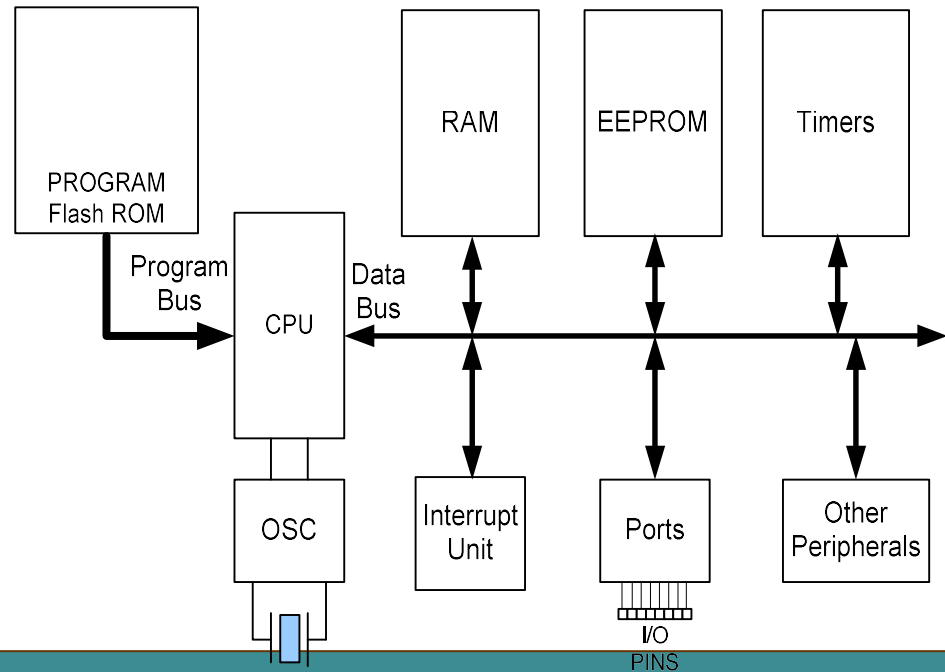 RAM
EEPROM
Timers
PROGRAM
Flash ROM
Program
Bus
Data
Bus
CPU
OSC
Interrupt
Unit
Ports
Other
Peripherals
I/O
PINS